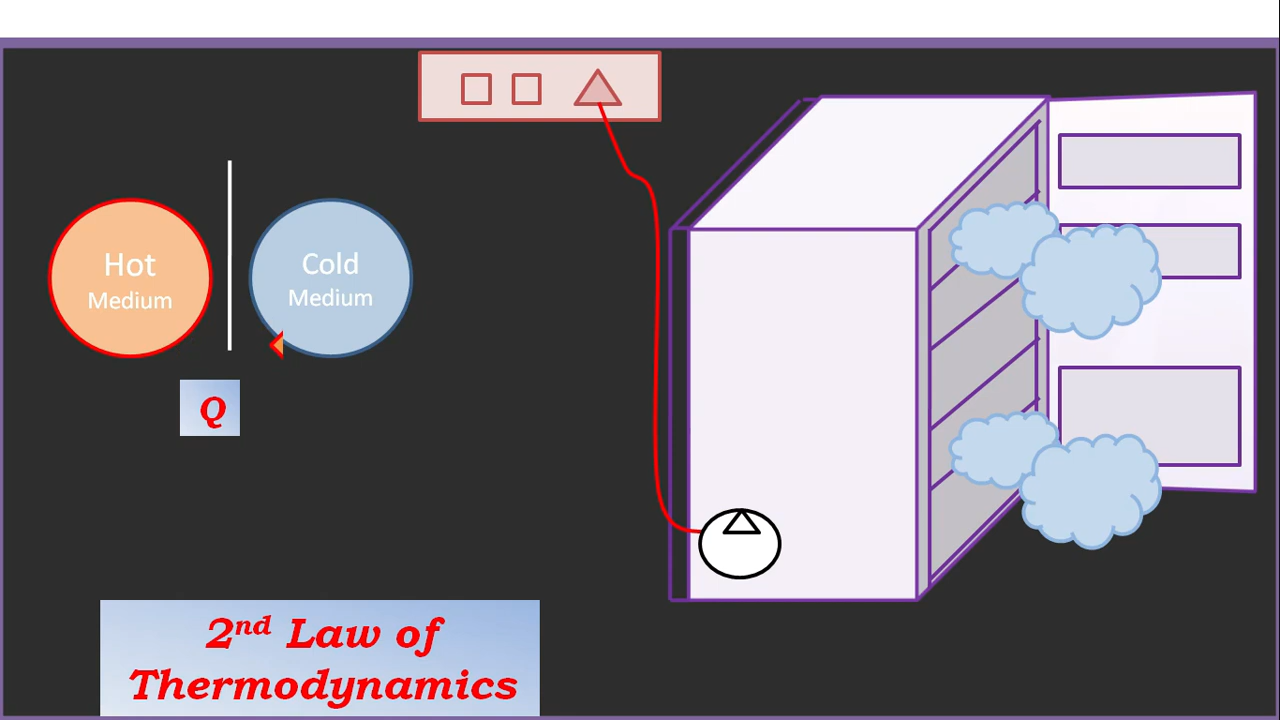 Hot
Medium
Cold
Medium
Q
2nd Law of
Thermodynamics